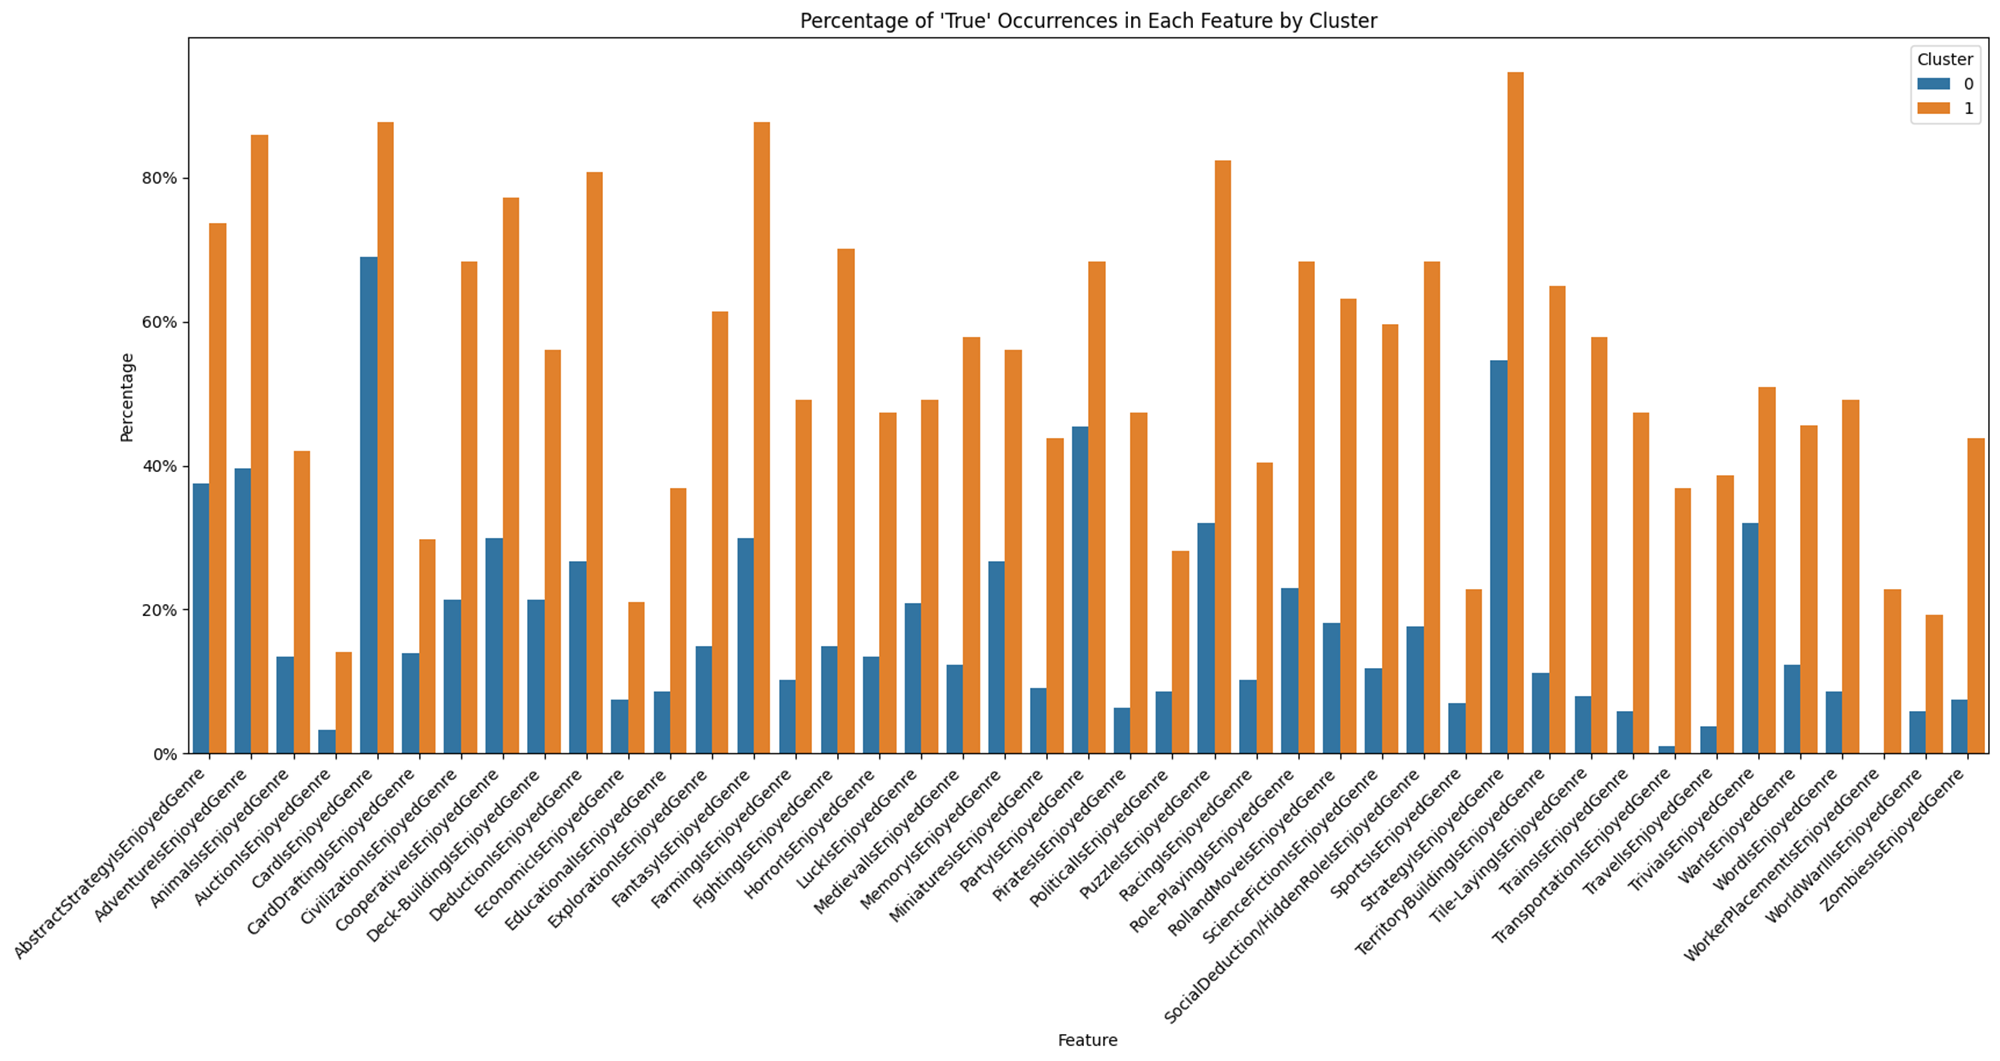 Percentage of 'True' Occurrences in Each Feature by Cluster
Cluster
0
1
Percentage
80%
60%
40%
20%
0%
AbstractStrategyIsEnjoyedGenre
AdventureIsEnjoyedGenre
AnimalsIsEnjoyedGenre
AuctionIsEnjoyedGenre
CardIsEnjoyedGenre
CardDraftingIsEnjoyedGenre
CivilizationIsEnjoyedGenre
CooperativeIsEnjoyedGenre
Deck-BuildingIsEnjoyedGenre
DeductionIsEnjoyedGenre
EconomicIsEnjoyedGenre
EducationalIsEnjoyedGenre
ExplorationIsEnjoyedGenre
FantasyIsEnjoyedGenre
FarmingIsEnjoyedGenre
FightingIsEnjoyedGenre
HorrorIsEnjoyedGenre
LuckIsEnjoyedGenre
MedievalIsEnjoyedGenre
MemoryIsEnjoyedGenre
MiniaturesIsEnjoyedGenre
PartyIsEnjoyedGenre
PiratesIsEnjoyedGenre
PoliticalIsEnjoyedGenre
PuzzleIsEnjoyedGenre
RacingIsEnjoyedGenre
Role-PlayingIsEnjoyedGenre
RollandMoveIsEnjoyedGenre
ScienceFictionIsEnjoyedGenre
SocialDeduction/HiddenRoleIsEnjoyedGenre
SportsIsEnjoyedGenre
StrategyIsEnjoyedGenre
TerritoryBuildingIsEnjoyedGenre
Tile-LayingIsEnjoyedGenre
TrainsIsEnjoyedGenre
TransportationIsEnjoyedGenre
TravelIsEnjoyedGenre
TriviaIsEnjoyedGenre
WarIsEnjoyedGenre
WordIsEnjoyedGenre
WorkerPlacementIsEnjoyedGenre
WorldWarIIIsEnjoyedGenre
ZombiesIsEnjoyedGenre
Feature